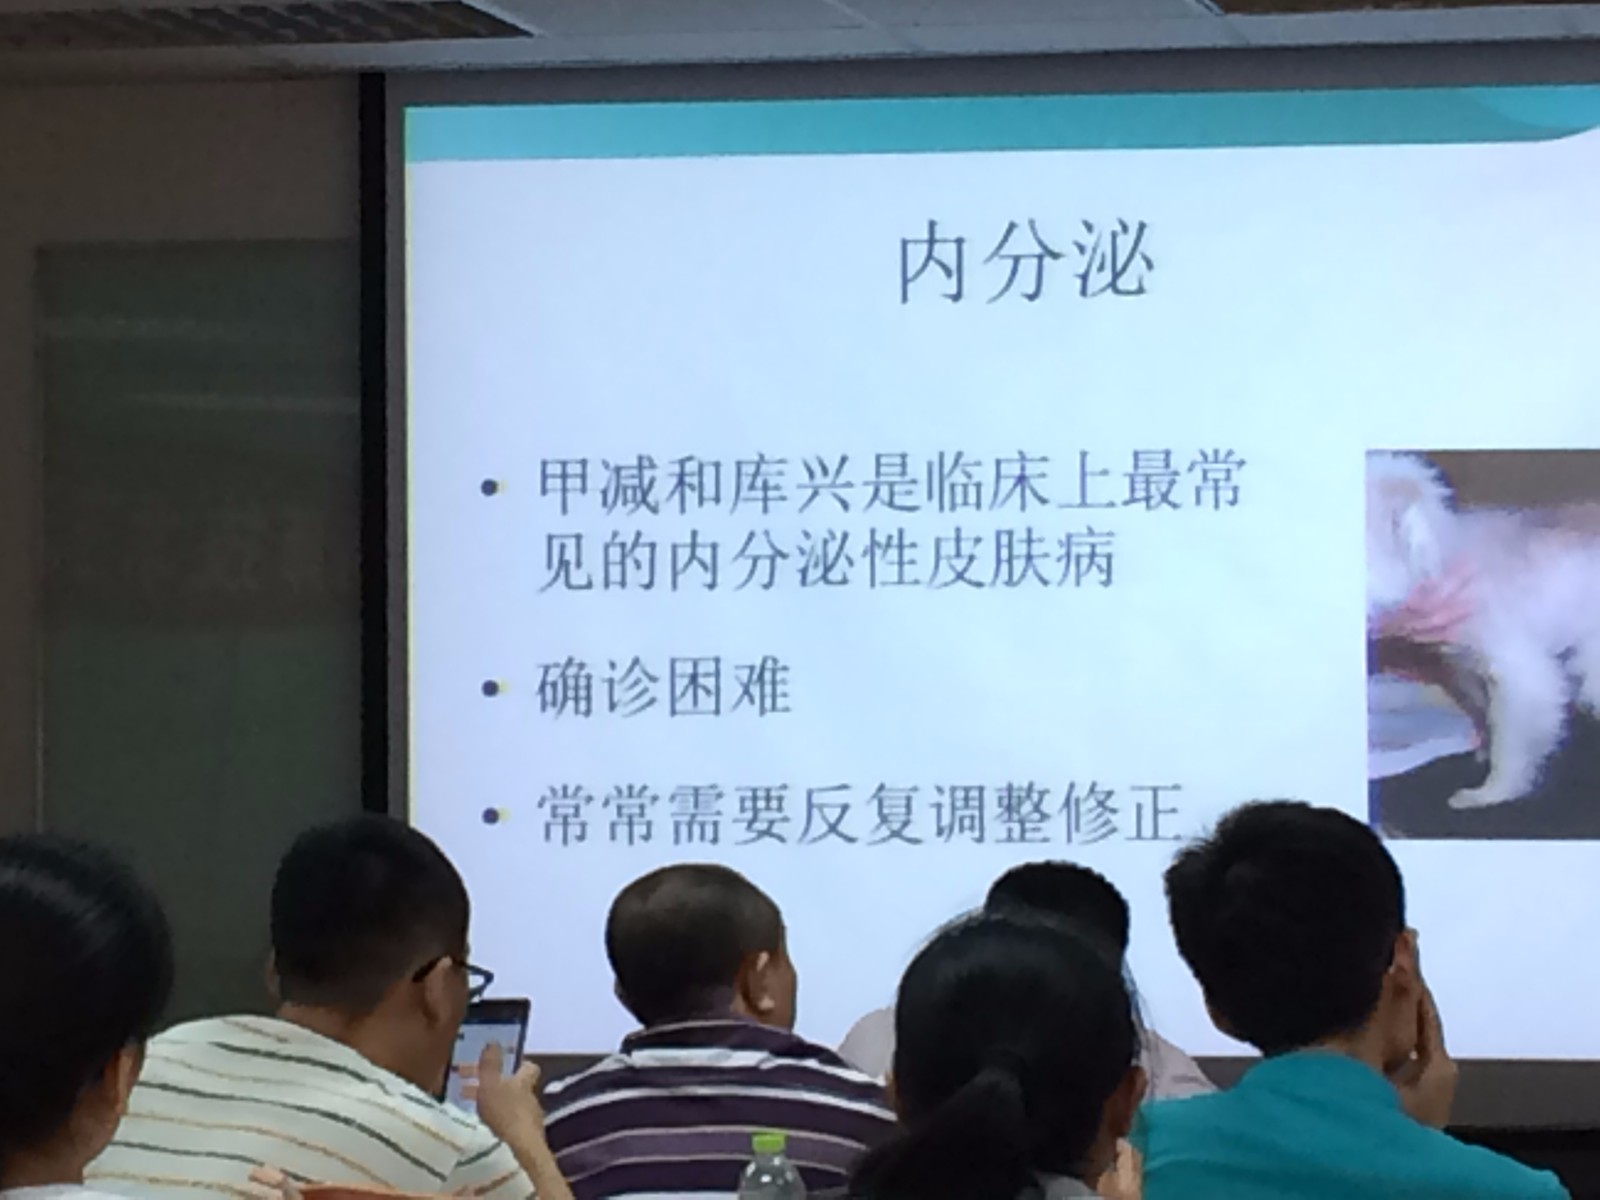 内分泌
• 甲减和库兴是临床上最常
见的内分泌性皮肤病
• 确诊困难
• 常常需要反复调整修正